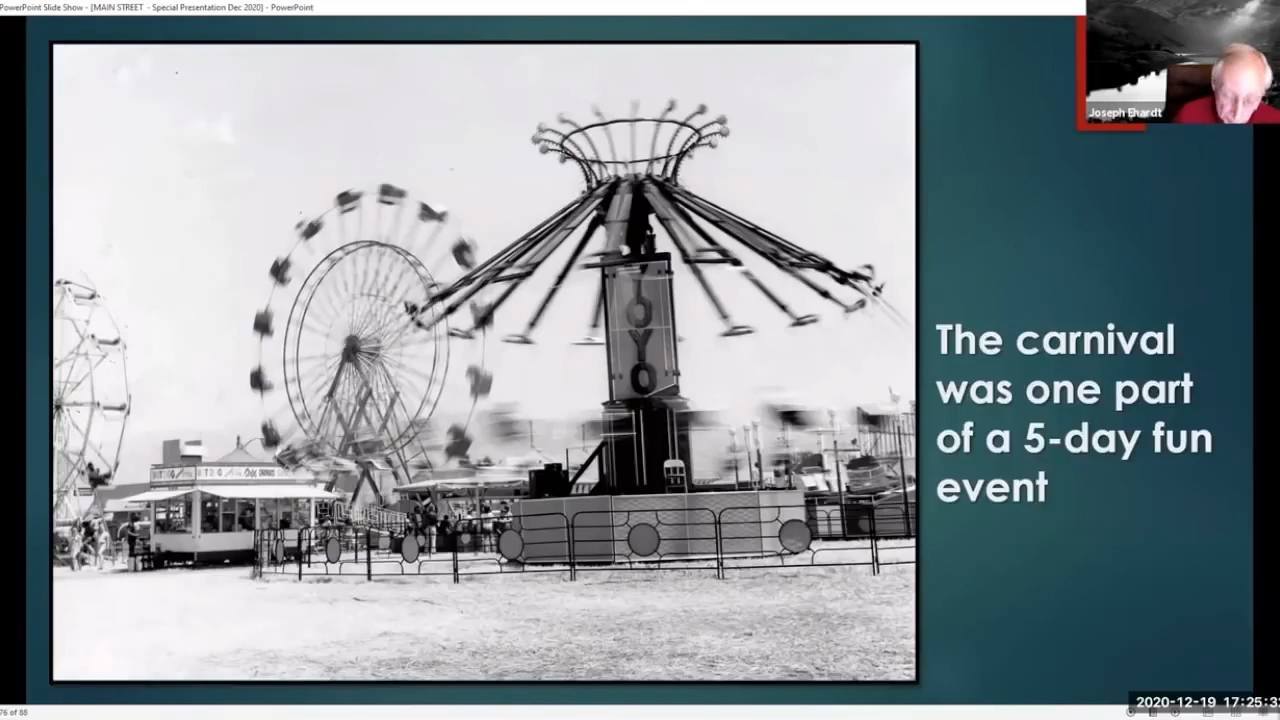 PowerPoint Slide Show - [MAIN STREET - Special Presentation Dec 2020] - PowerPoint
Joseph Ehardt
YOYO
The carnival
was one part
of a 5-day fun
event
2020-12-19 17:25:3
76 of 88